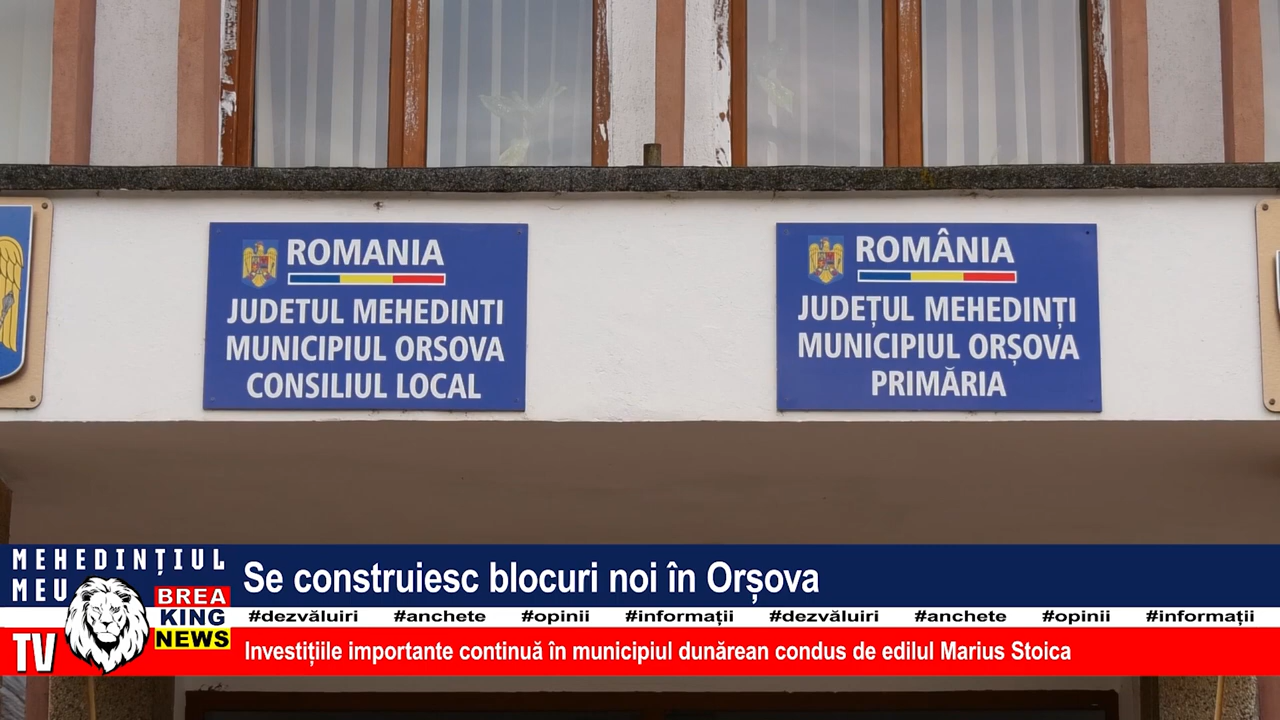 ROMANIA
JUDETUL MEHEDINTI
MUNICIPIUL ORSOVA
CONSILIUL LOCAL
ROMÂNIA
JUDEȚUL MEHEDINȚI
MUNICIPIUL ORȘOVA
PRIMĂRIA
MEHEDINȚIUL
MEU
TV
BREA
KING
NEWS
Se construiesc blocuri noi în Orșova
#dezvăluiri #anchete #opinii #informații #dezvăluiri #anchete #opinii #informații
Investițiile importante continuă în municipiul dunărean condus de edilul Marius Stoica